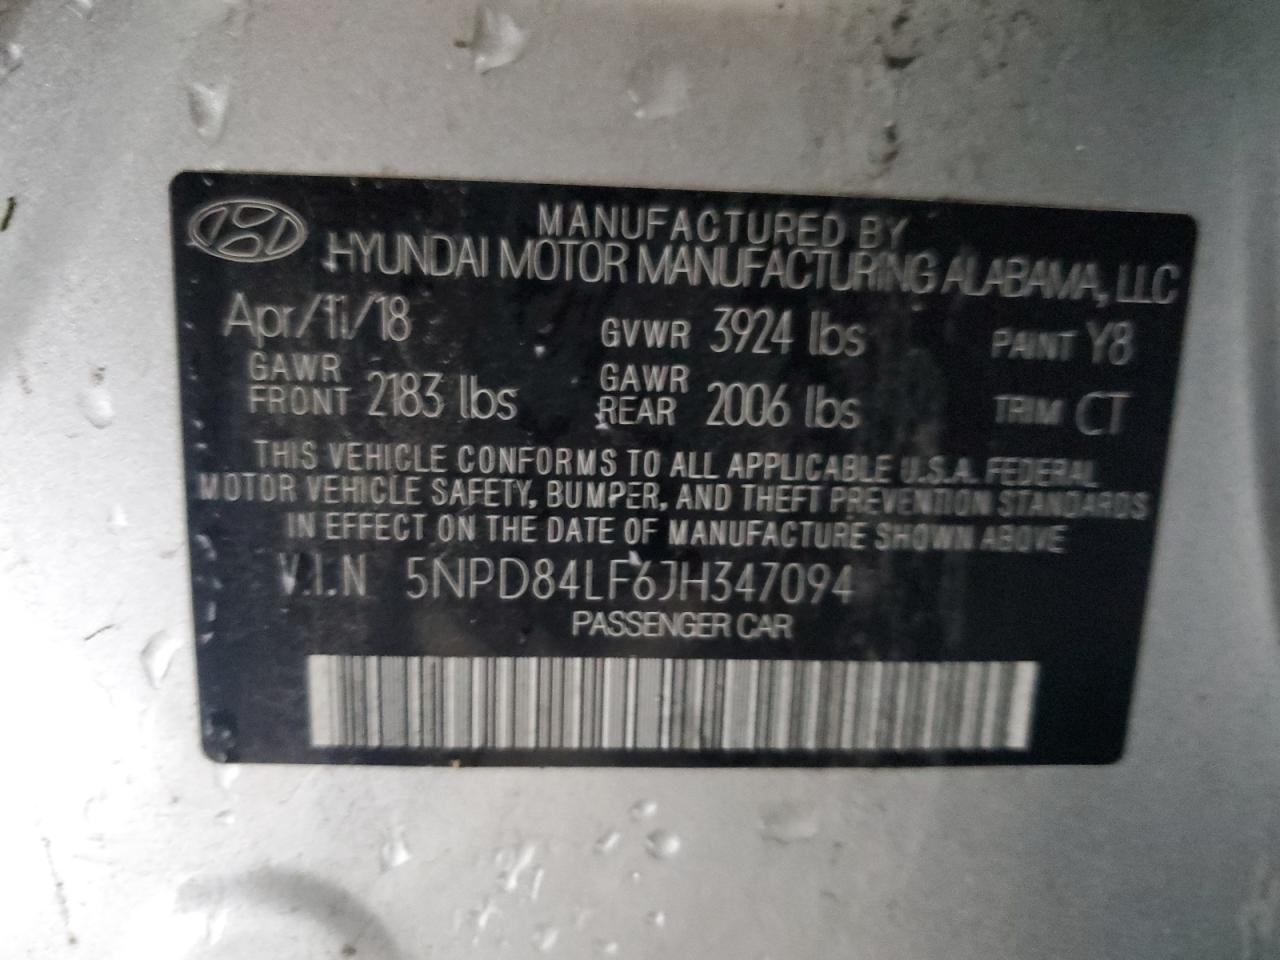 MANUFACTURED BY
HYUNDAI MOTOR MANUFACTURING ALABAMA, LLC
Apr/11/18 GVWR 3924 lbs PAINT Y8
GAWR FRONT 2183 lbs GAWR REAR 2006 lbs TRIM CT
THIS VEHICLE CONFORMS TO ALL APPLICABLE U.S.A. FEDERAL
MOTOR VEHICLE SAFETY, BUMPER, AND THEFT PREVENTION STANDARDS
IN EFFECT ON THE DATE OF MANUFACTURE SHOWN ABOVE
V.I.N 5NPD84LF6JH347094
PASSENGER CAR